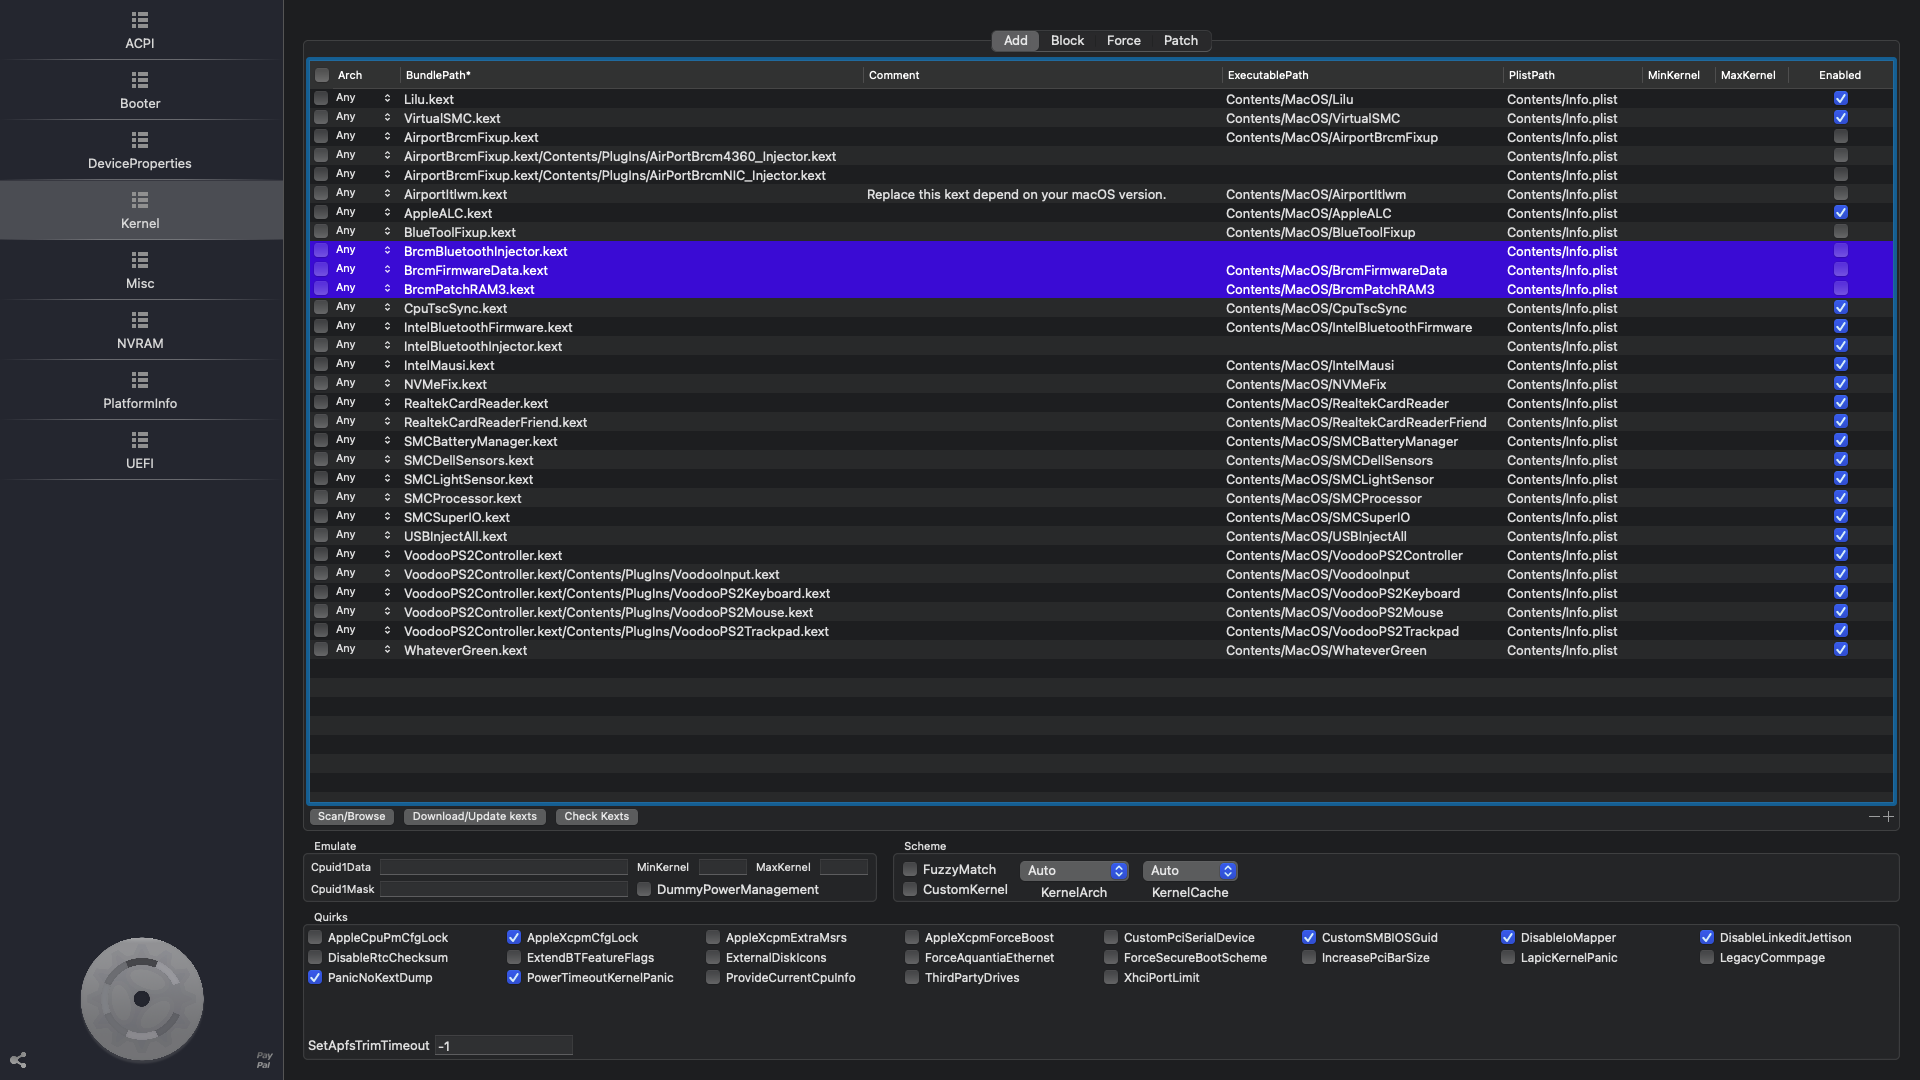 ACPI
Booter
DeviceProperties
Kernel
Misc
NVRAM
PlatformInfo
UEFI
Pay
Pal
Add Block Force Patch
Arch BundlePath* Comment ExecutablePath PlistPath MinKernel MaxKernel Enabled
Any Lilu.kext Contents/MacOS/Lilu Contents/Info.plist
Any VirtualSMC.kext Contents/MacOS/VirtualSMC Contents/Info.plist
Any AirportBrcmFixup.kext Contents/MacOS/AirportBrcmFixup Contents/Info.plist
Any AirportBrcmFixup.kext/Contents/PlugIns/AirPortBrcm4360_Injector.kext Contents/Info.plist
Any AirportBrcmFixup.kext/Contents/PlugIns/AirPortBrcmNIC_Injector.kext Contents/Info.plist
Any AirportItlwm.kext Replace this kext depend on your macOS version. Contents/MacOS/AirportItlwm Contents/Info.plist
Any AppleALC.kext Contents/MacOS/AppleALC Contents/Info.plist
Any BlueToolFixup.kext Contents/MacOS/BlueToolFixup Contents/Info.plist
Any BrcmBluetoothInjector.kext Contents/Info.plist
Any BrcmFirmwareData.kext Contents/MacOS/BrcmFirmwareData Contents/Info.plist
Any BrcmPatchRAM3.kext Contents/MacOS/BrcmPatchRAM3 Contents/Info.plist
Any CpuTscSync.kext Contents/MacOS/CpuTscSync Contents/Info.plist
Any IntelBluetoothFirmware.kext Contents/MacOS/IntelBluetoothFirmware Contents/Info.plist
Any IntelBluetoothInjector.kext Contents/Info.plist
Any IntelMausi.kext Contents/MacOS/IntelMausi Contents/Info.plist
Any NVMeFix.kext Contents/MacOS/NVMeFix Contents/Info.plist
Any RealtekCardReader.kext Contents/MacOS/RealtekCardReader Contents/Info.plist
Any RealtekCardReaderFriend.kext Contents/MacOS/RealtekCardReaderFriend Contents/Info.plist
Any SMCBatteryManager.kext Contents/MacOS/SMCBatteryManager Contents/Info.plist
Any SMCDellSensors.kext Contents/MacOS/SMCDellSensors Contents/Info.plist
Any SMCLightSensor.kext Contents/MacOS/SMCLightSensor Contents/Info.plist
Any SMCProcessor.kext Contents/MacOS/SMCProcessor Contents/Info.plist
Any SMCSuperIO.kext Contents/MacOS/SMCSuperIO Contents/Info.plist
Any USBInjectAll.kext Contents/MacOS/USBInjectAll Contents/Info.plist
Any VoodooPS2Controller.kext Contents/MacOS/VoodooPS2Controller Contents/Info.plist
Any VoodooPS2Controller.kext/Contents/PlugIns/VoodooInput.kext Contents/MacOS/VoodooInput Contents/Info.plist
Any VoodooPS2Controller.kext/Contents/PlugIns/VoodooPS2Keyboard.kext Contents/MacOS/VoodooPS2Keyboard Contents/Info.plist
Any VoodooPS2Controller.kext/Contents/PlugIns/VoodooPS2Mouse.kext Contents/MacOS/VoodooPS2Mouse Contents/Info.plist
Any VoodooPS2Controller.kext/Contents/PlugIns/VoodooPS2Trackpad.kext Contents/MacOS/VoodooPS2Trackpad Contents/Info.plist
Any WhateverGreen.kext Contents/MacOS/WhateverGreen Contents/Info.plist
Scan/Browse Download/Update kexts Check Kexts
Emulate
Cpuid1Data MinKernel MaxKernel
Cpuid1Mask DummyPowerManagement
Scheme
FuzzyMatch Auto Auto
CustomKernel KernelArch KernelCache
Quirks
AppleCpuPmCfgLock AppleXcpmCfgLock AppleXcpmExtraMsrs AppleXcpmForceBoost CustomPciSerialDevice CustomSMBIOSGuid DisableIoMapper DisableLinkeditJettison
DisableRtcChecksum ExtendBTFeatureFlags ExternalDiskIcons ForceAquantiaEthernet ForceSecureBootScheme IncreasePciBarSize LapicKernelPanic LegacyCommpage
PanicNoKextDump PowerTimeoutKernelPanic ProvideCurrentCpuInfo ThirdPartyDrives XhciPortLimit
SetApfsTrimTimeout -1